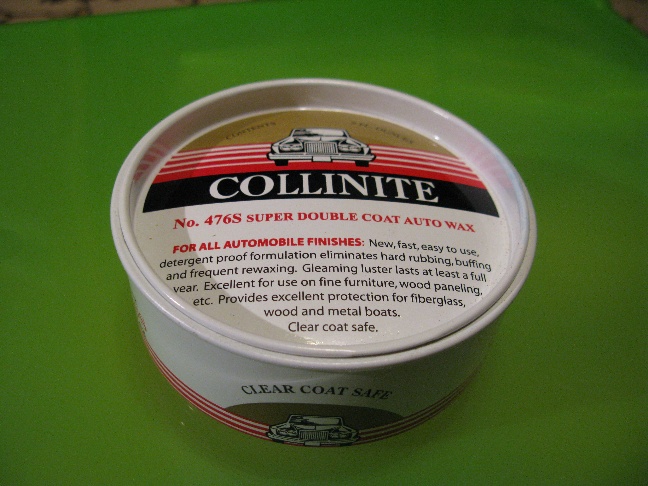 CONTENTS
COLLINITE
No. 476S SUPER DOUBLE COAT AUTO WAX
FOR ALL AUTOMOBILE FINISHES: New, fast, easy to use,
detergent proof formulation eliminates hard rubbing, buffing
and frequent rewaxing. Gleaming luster lasts at least a full
year. Excellent for use on fine furniture, wood paneling,
etc. Provides excellent protection for fiberglass,
wood and metal boats.
Clear coat safe.
CLEAR COAT SAFE